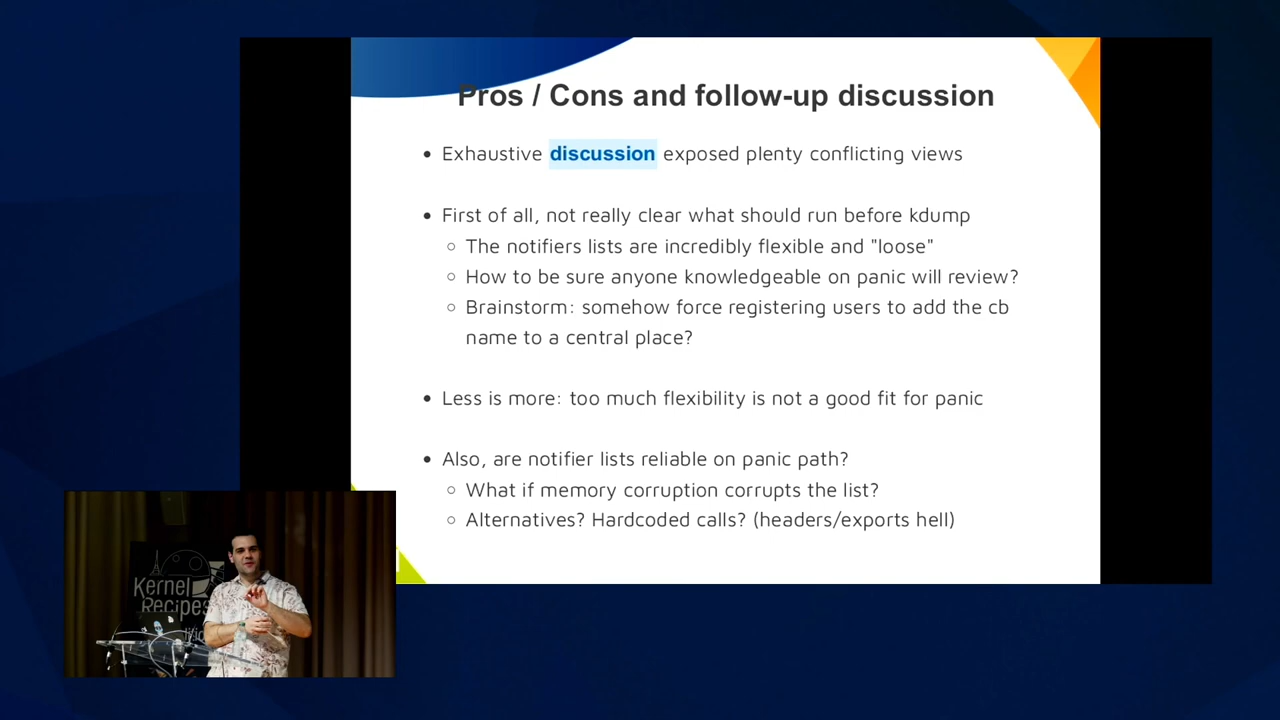 Pros / Cons and follow-up discussion
• Exhaustive discussion exposed plenty conflicting views
• First of all, not really clear what should run before kdump
○ The notifiers lists are incredibly flexible and "loose"
○ How to be sure anyone knowledgeable on panic will review?
○ Brainstorm: somehow force registering users to add the cb
name to a central place?
• Less is more: too much flexibility is not a good fit for panic
• Also, are notifier lists reliable on panic path?
○ What if memory corruption corrupts the list?
○ Alternatives? Hardcoded calls? (headers/exports hell)
Kernel
Recipes